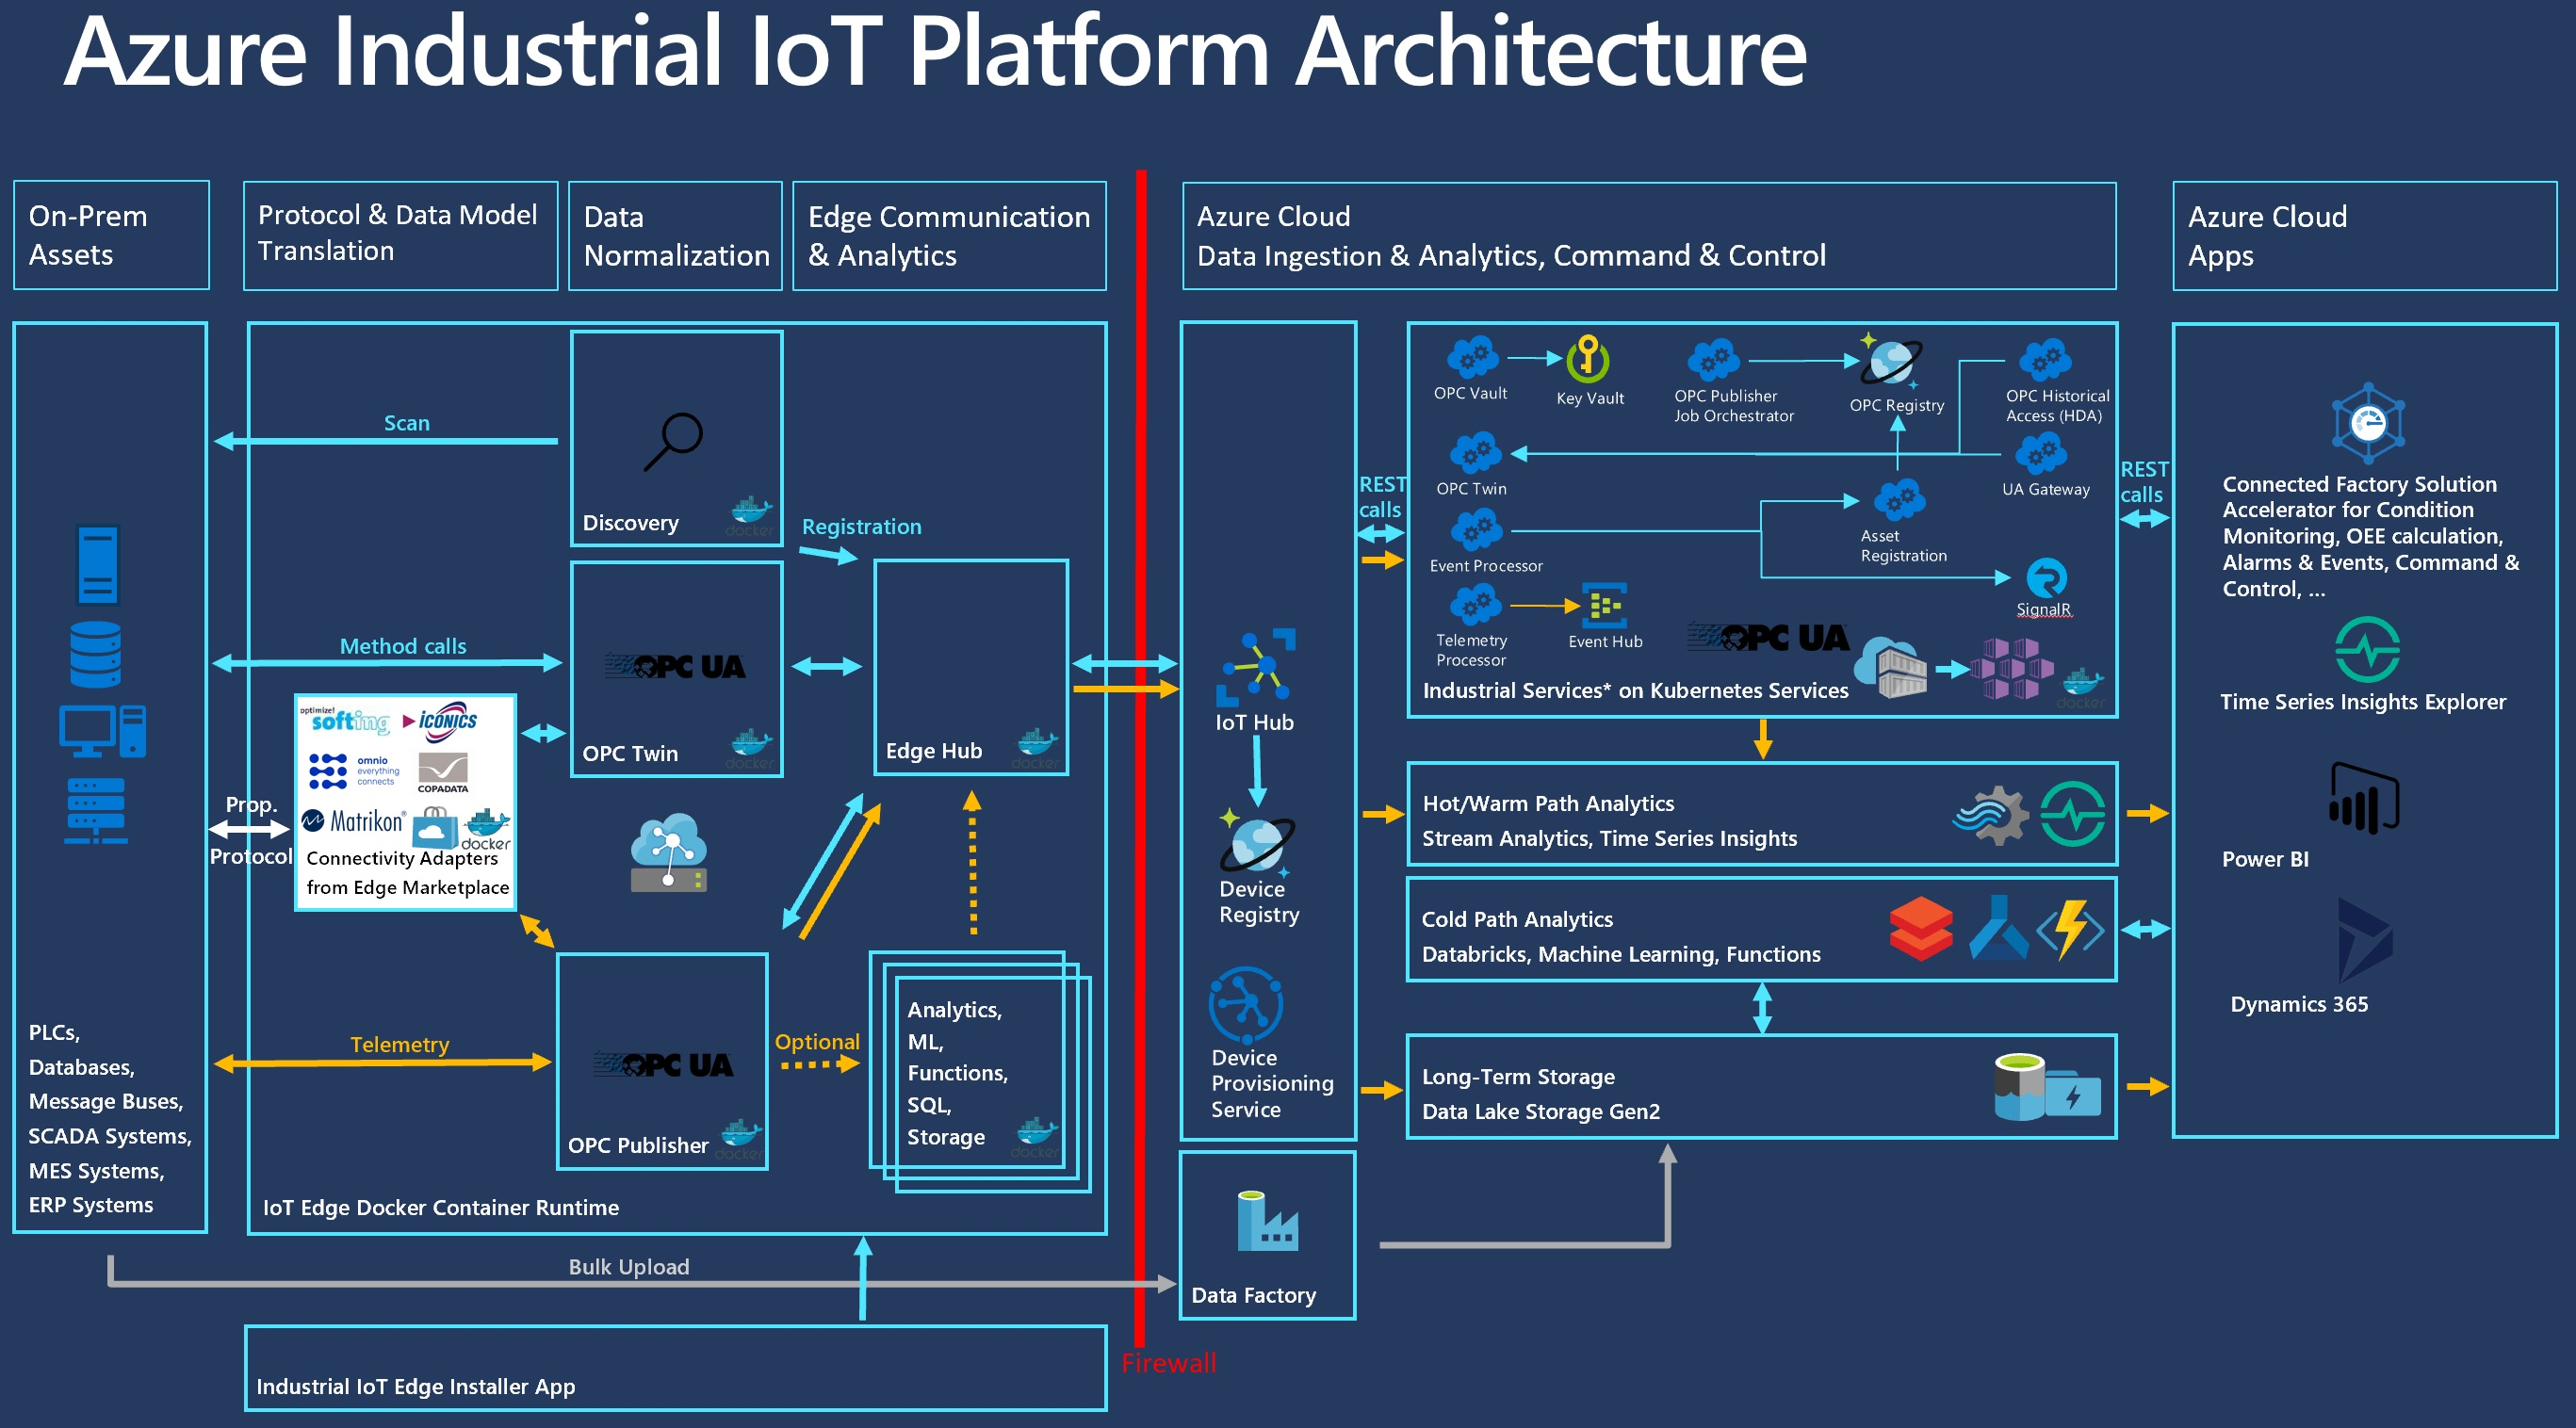 Azure Industrial IoT Platform Architecture
On-Prem
Assets
Protocol & Data Model
Translation
Data
Normalization
Edge Communication
& Analytics
Azure Cloud
Data Ingestion & Analytics, Command & Control
Azure Cloud
Apps
PLCs,
Databases,
Message Buses,
SCADA Systems,
MES Systems,
ERP Systems
Scan
Method calls
Prop.
Protocol
Telemetry
Discovery
docker
Registration
OPC UA
OPC Twin
docker
Edge Hub
docker
optimize!
softing
ICONICS
omnio
everything
connects
COPADATA
Matrikon®
docker
Connectivity Adapters
from Edge Marketplace
OPC UA
OPC Publisher
docker
Optional
Analytics,
ML,
Functions,
SQL,
Storage
docker
IoT Edge Docker Container Runtime
Bulk Upload
Industrial IoT Edge Installer App
Firewall
IoT Hub
Device
Registry
Device
Provisioning
Service
Data Factory
REST
calls
OPC Vault
Key Vault
OPC Publisher
Job Orchestrator
OPC Registry
OPC Historical
Access (HDA)
OPC Twin
UA Gateway
Event Processor
Asset
Registration
SignalR
Telemetry
Processor
Event Hub
OPC UA
docker
Industrial Services* on Kubernetes Services
Hot/Warm Path Analytics
Stream Analytics, Time Series Insights
Cold Path Analytics
Databricks, Machine Learning, Functions
Long-Term Storage
Data Lake Storage Gen2
REST
calls
Connected Factory Solution
Accelerator for Condition
Monitoring, OEE calculation,
Alarms & Events, Command &
Control, ...
Time Series Insights Explorer
Power BI
Dynamics 365